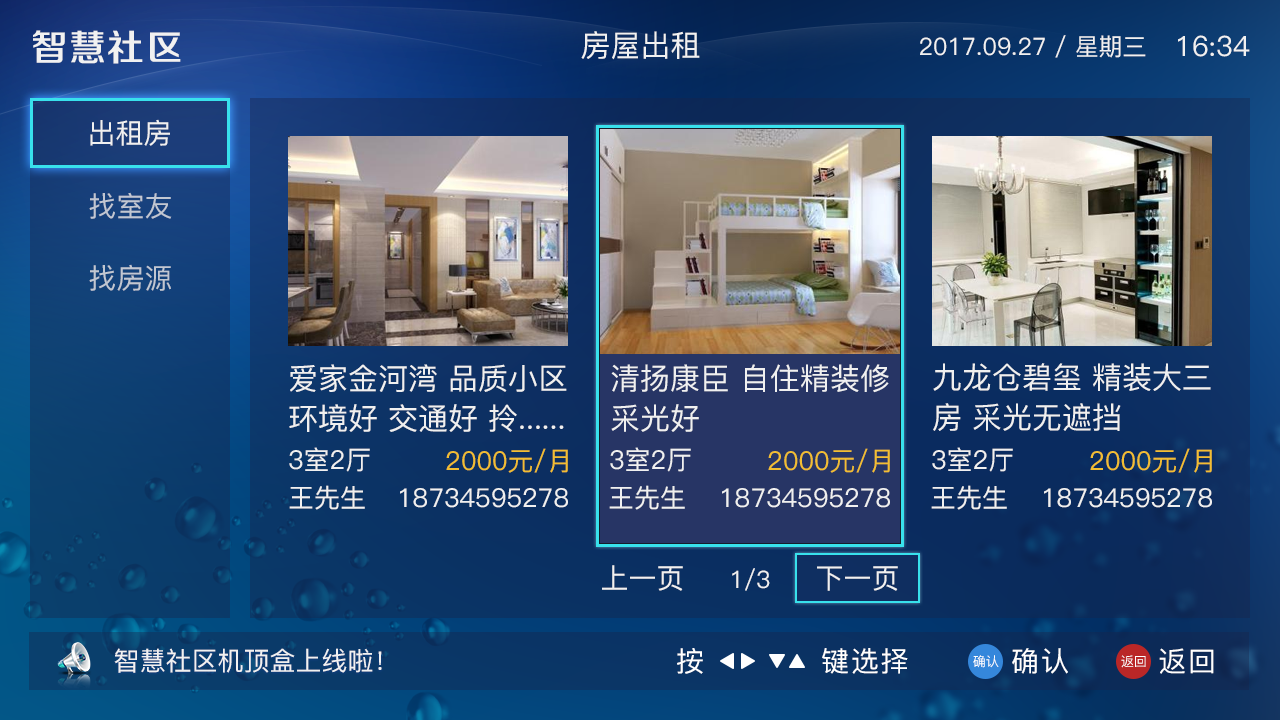 智慧社区
房屋出租
2017.09.27 / 星期三 16:34
出租房
找室友
找房源
爱家金河湾 品质小区
环境好 交通好 拎......
3室2厅 2000元/月
王先生 18734595278
清扬康臣 自住精装修
采光好
3室2厅 2000元/月
王先生 18734595278
九龙仓碧玺 精装大三
房 采光无遮挡
3室2厅 2000元/月
王先生 18734595278
上一页 1/3 下一页
智慧社区机顶盒上线啦!
按 ◀▶ ▼▲ 键选择
确认 确认
返回 返回